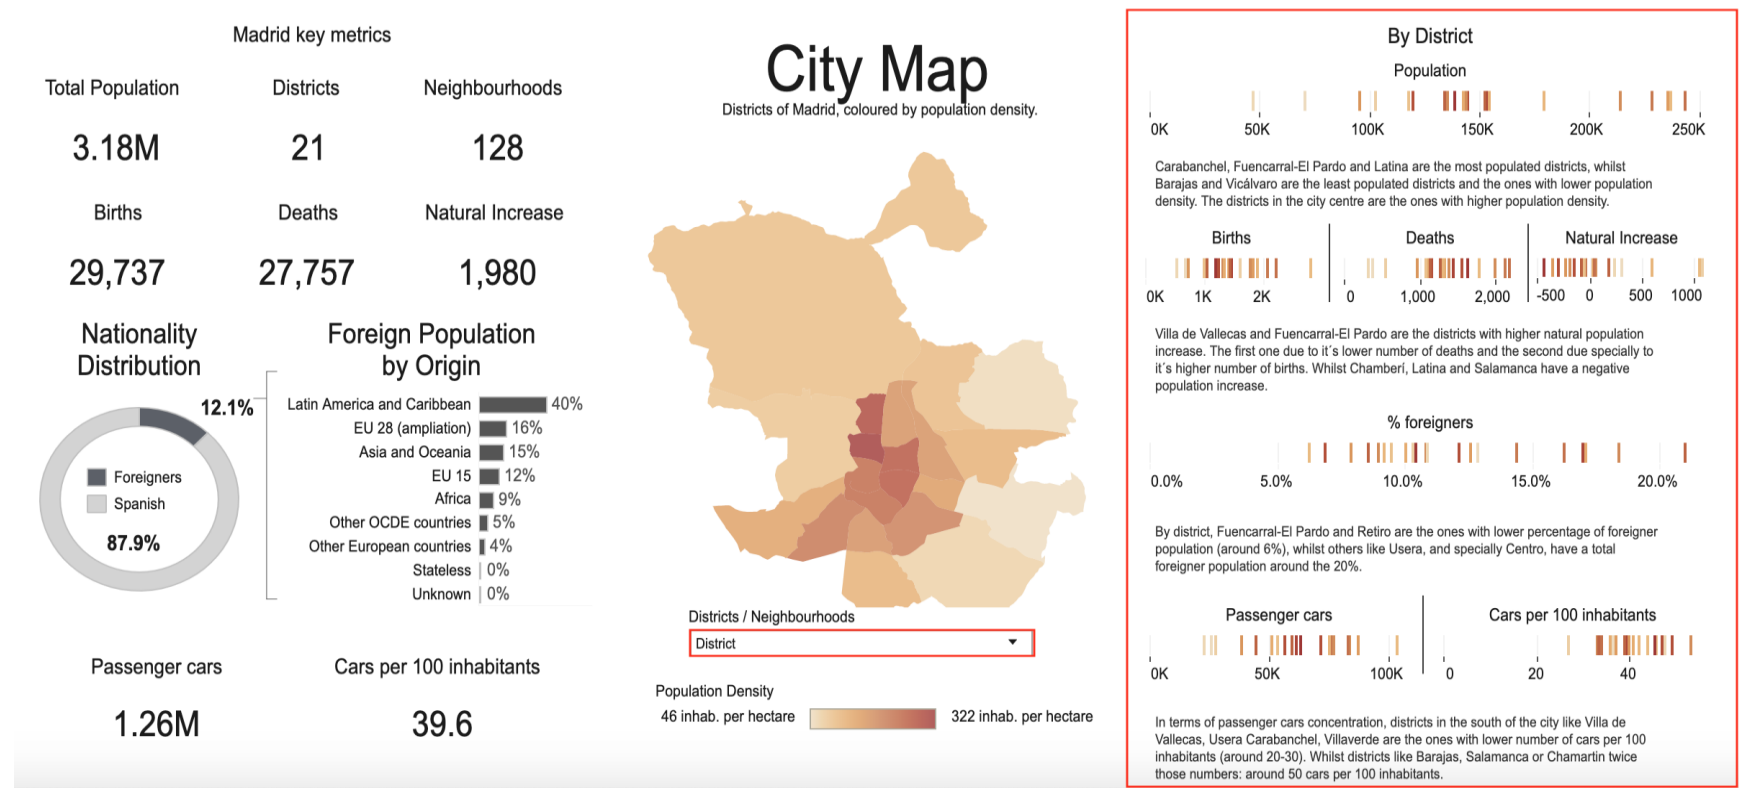 Madrid key metrics
Total Population
Districts
Neighbourhoods
3.18M
21
128
Births
Deaths
Natural Increase
29,737
27,757
1,980
Nationality
Distribution
12.1%
Foreigners
Spanish
87.9%
Foreign Population
by Origin
Latin America and Caribbean 40%
EU 28 (ampliation) 16%
Asia and Oceania 15%
EU 15 12%
Africa 9%
Other OCDE countries 5%
Other European countries 4%
Stateless 0%
Unknown 0%
Passenger cars
Cars per 100 inhabitants
1.26M
39.6
City Map
Districts of Madrid, coloured by population density.
Districts / Neighbourhoods
District
Population Density
46 inhab. per hectare
322 inhab. per hectare
By District
Population
0K 50K 100K 150K 200K 250K
Carabanchel, Fuencarral-El Pardo and Latina are the most populated districts, whilst
Barajas and Vicálvaro are the least populated districts and the ones with lower population
density. The districts in the city centre are the ones with higher population density.
Births
Deaths
Natural Increase
0K 1K 2K
0 1,000 2,000
-500 0 500 1000
Villa de Vallecas and Fuencarral-El Pardo are the districts with higher natural population
increase. The first one due to it´s lower number of deaths and the second due specially to
it´s higher number of births. Whilst Chamberí, Latina and Salamanca have a negative
population increase.
% foreigners
0.0% 5.0% 10.0% 15.0% 20.0%
By district, Fuencarral-El Pardo and Retiro are the ones with lower percentage of foreigner
population (around 6%), whilst others like Usera, and specially Centro, have a total
foreigner population around the 20%.
Passenger cars
Cars per 100 inhabitants
0K 50K 100K
0 20 40
In terms of passenger cars concentration, districts in the south of the city like Villa de
Vallecas, Usera Carabanchel, Villaverde are the ones with lower number of cars per 100
inhabitants (around 20-30). Whilst districts like Barajas, Salamanca or Chamartin twice
those numbers: around 50 cars per 100 inhabitants.